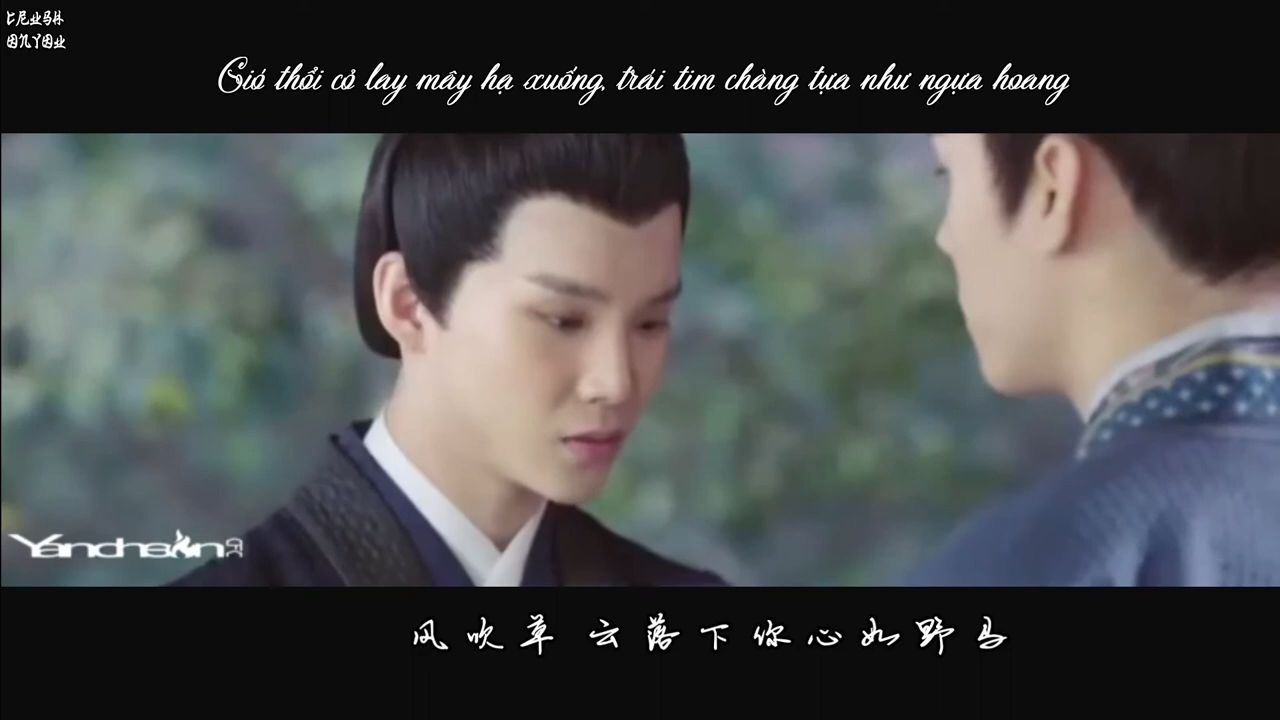 Gió thổi cỏ lay mây hạ xuống, trái tim chàng tựa như ngựa hoang
风吹草 云落下你心如野马